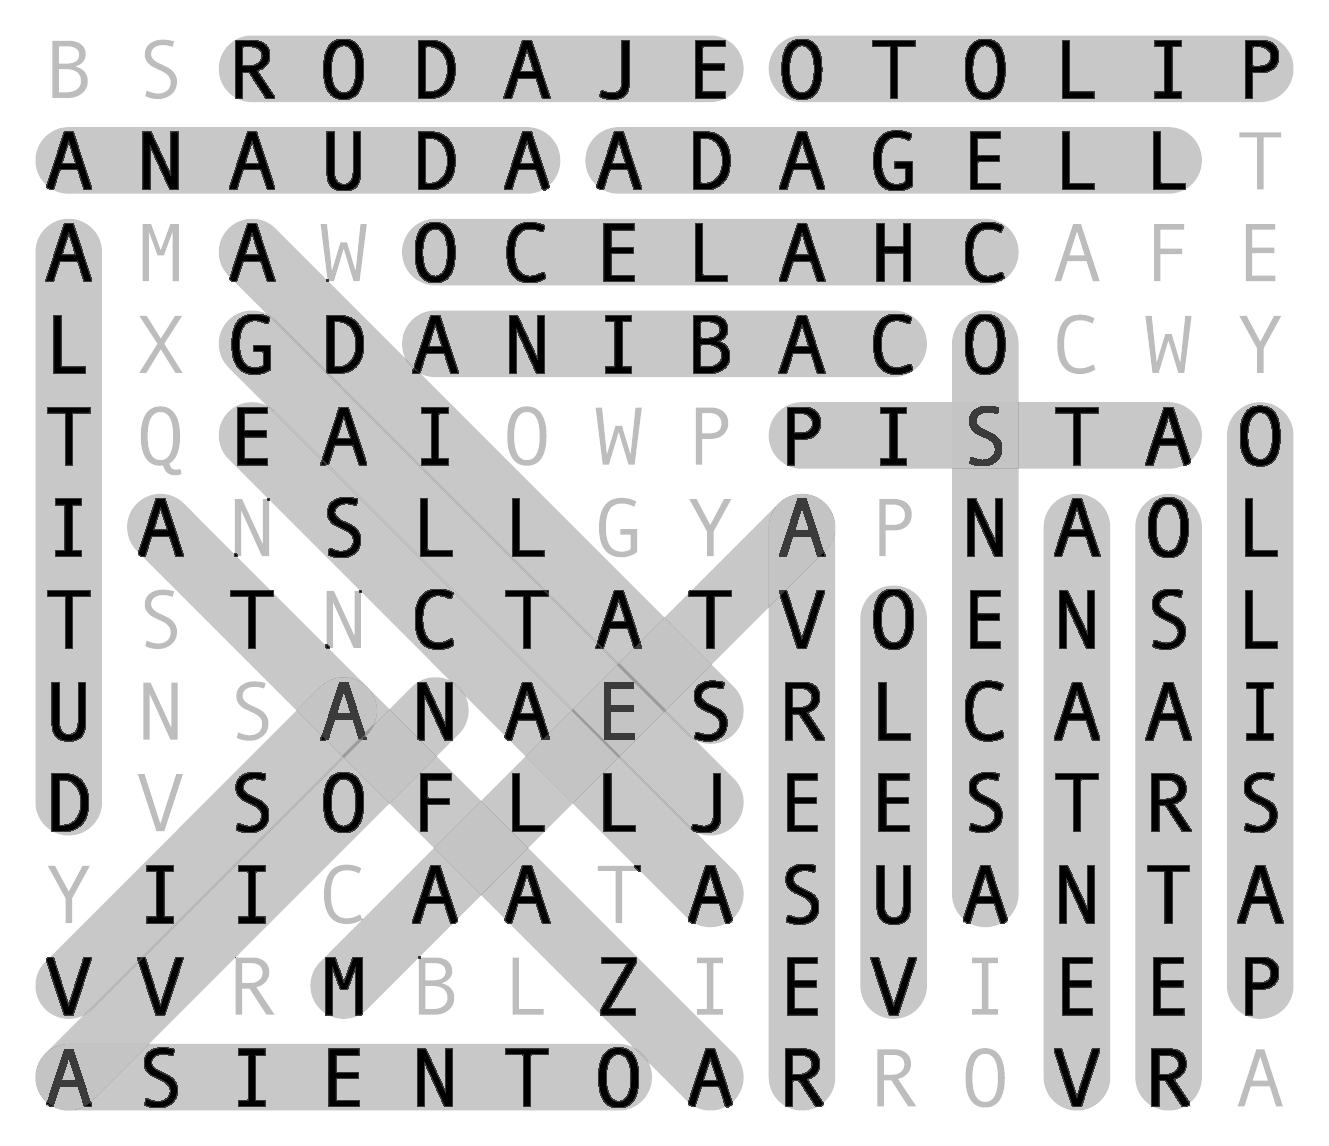 B S R O D A J E O T O L I P
A N A U D A A D A G E L L T
A M A W O C E L A H C A F E
L X G D A N I B A C O C W Y
T Q E A I O W P P I S T A O
I A N S L L G Y A P N A O L
T S T N C T A T V O E N S L
U N S A N A E S R L C A A I
D V S O F L L J E E S T R S
Y I I C A A T A S U A N T A
V V R M B L Z I E V I E E P
A S I E N T O A R R O V R A